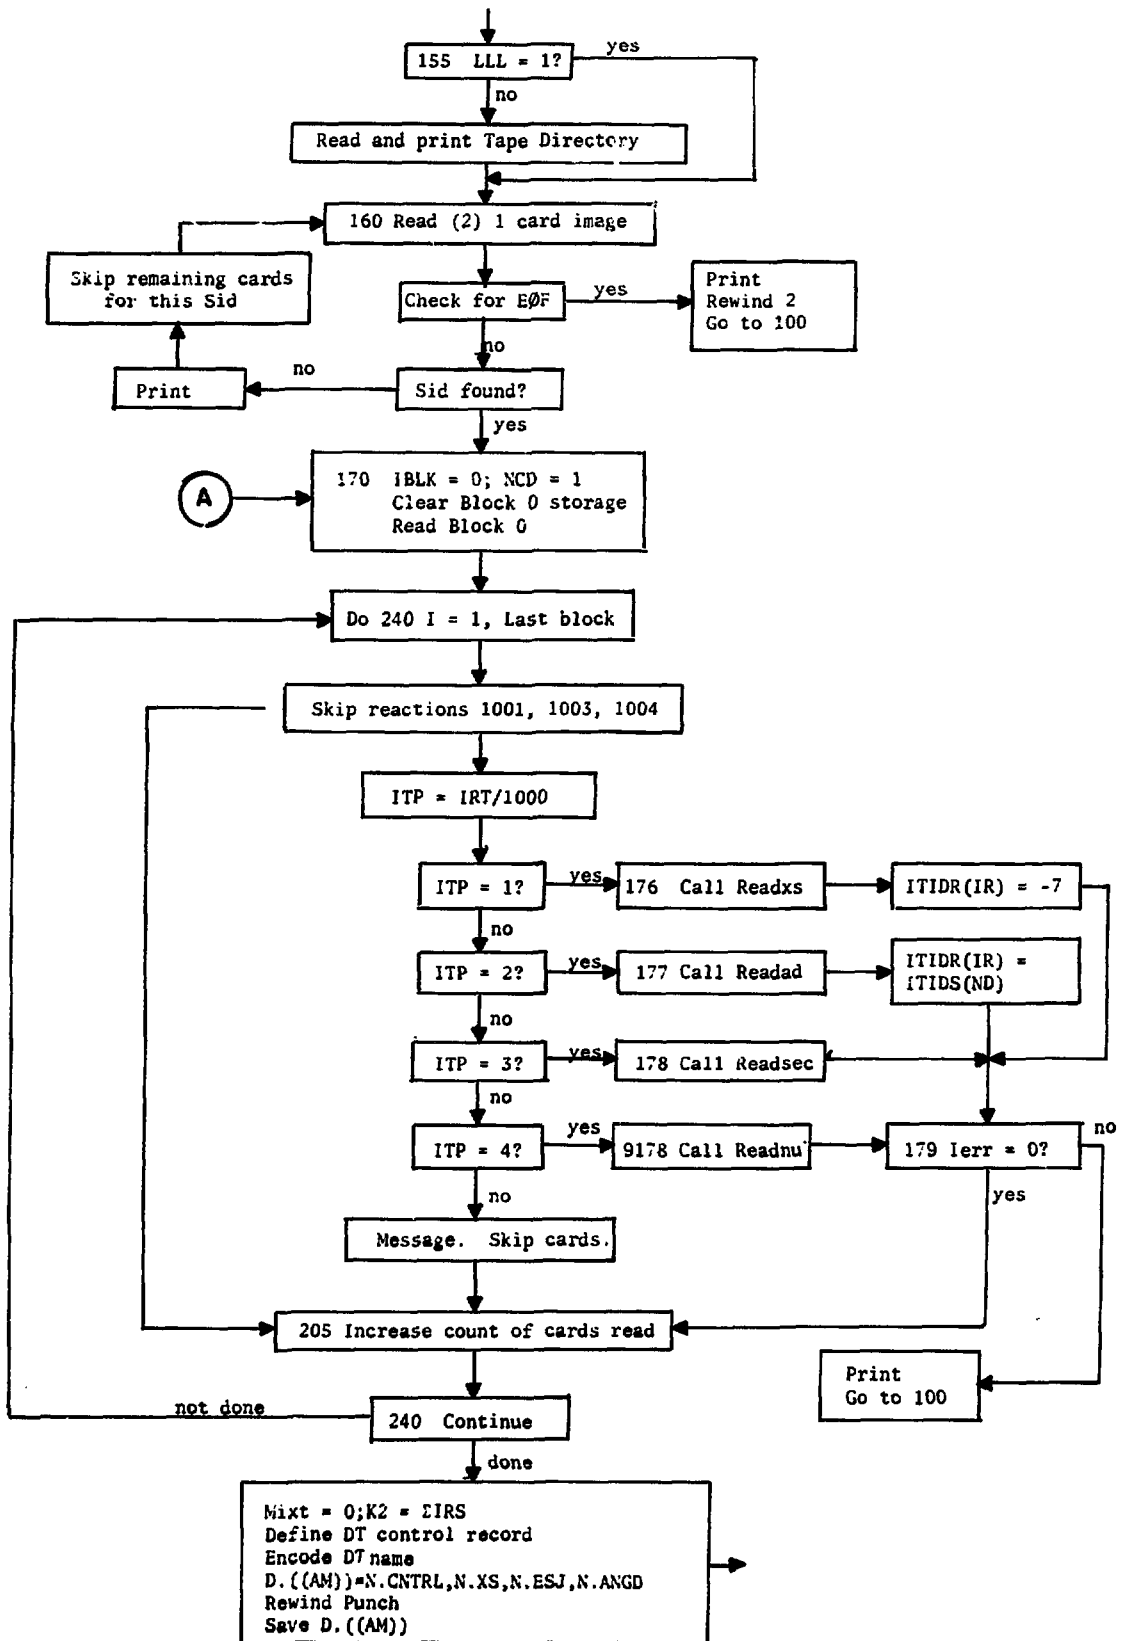 155 LLL = 1?
yes
no
Read and print Tape Directory
160 Read (2) 1 card image
Skip remaining cards
for this Sid
Check for EØF
yes
Print
Rewind 2
Go to 100
no
Print
no
Sid found?
yes
A
170 IBLK = 0; NCD = 1
Clear Block 0 storage
Read Block 0
Do 240 I = 1, Last block
Skip reactions 1001, 1003, 1004
ITP = IRT/1000
ITP = 1?
yes
176 Call Readxs
ITIDR(IR) = -7
no
ITP = 2?
yes
177 Call Readad
ITIDR(IR) =
ITIDS(ND)
no
ITP = 3?
yes
178 Call Readsec
no
ITP = 4?
yes
9178 Call Readnu
179 Ierr = 0?
no
no
yes
Message. Skip cards.
205 Increase count of cards read
Print
Go to 100
not done
240 Continue
done
Mixt = 0;K2 = ΣIRS
Define DT control record
Encode DT name
D.((AM))=N.CNTRL,N.XS,N.ESJ,N.ANGD
Rewind Punch
Save D.((AM))